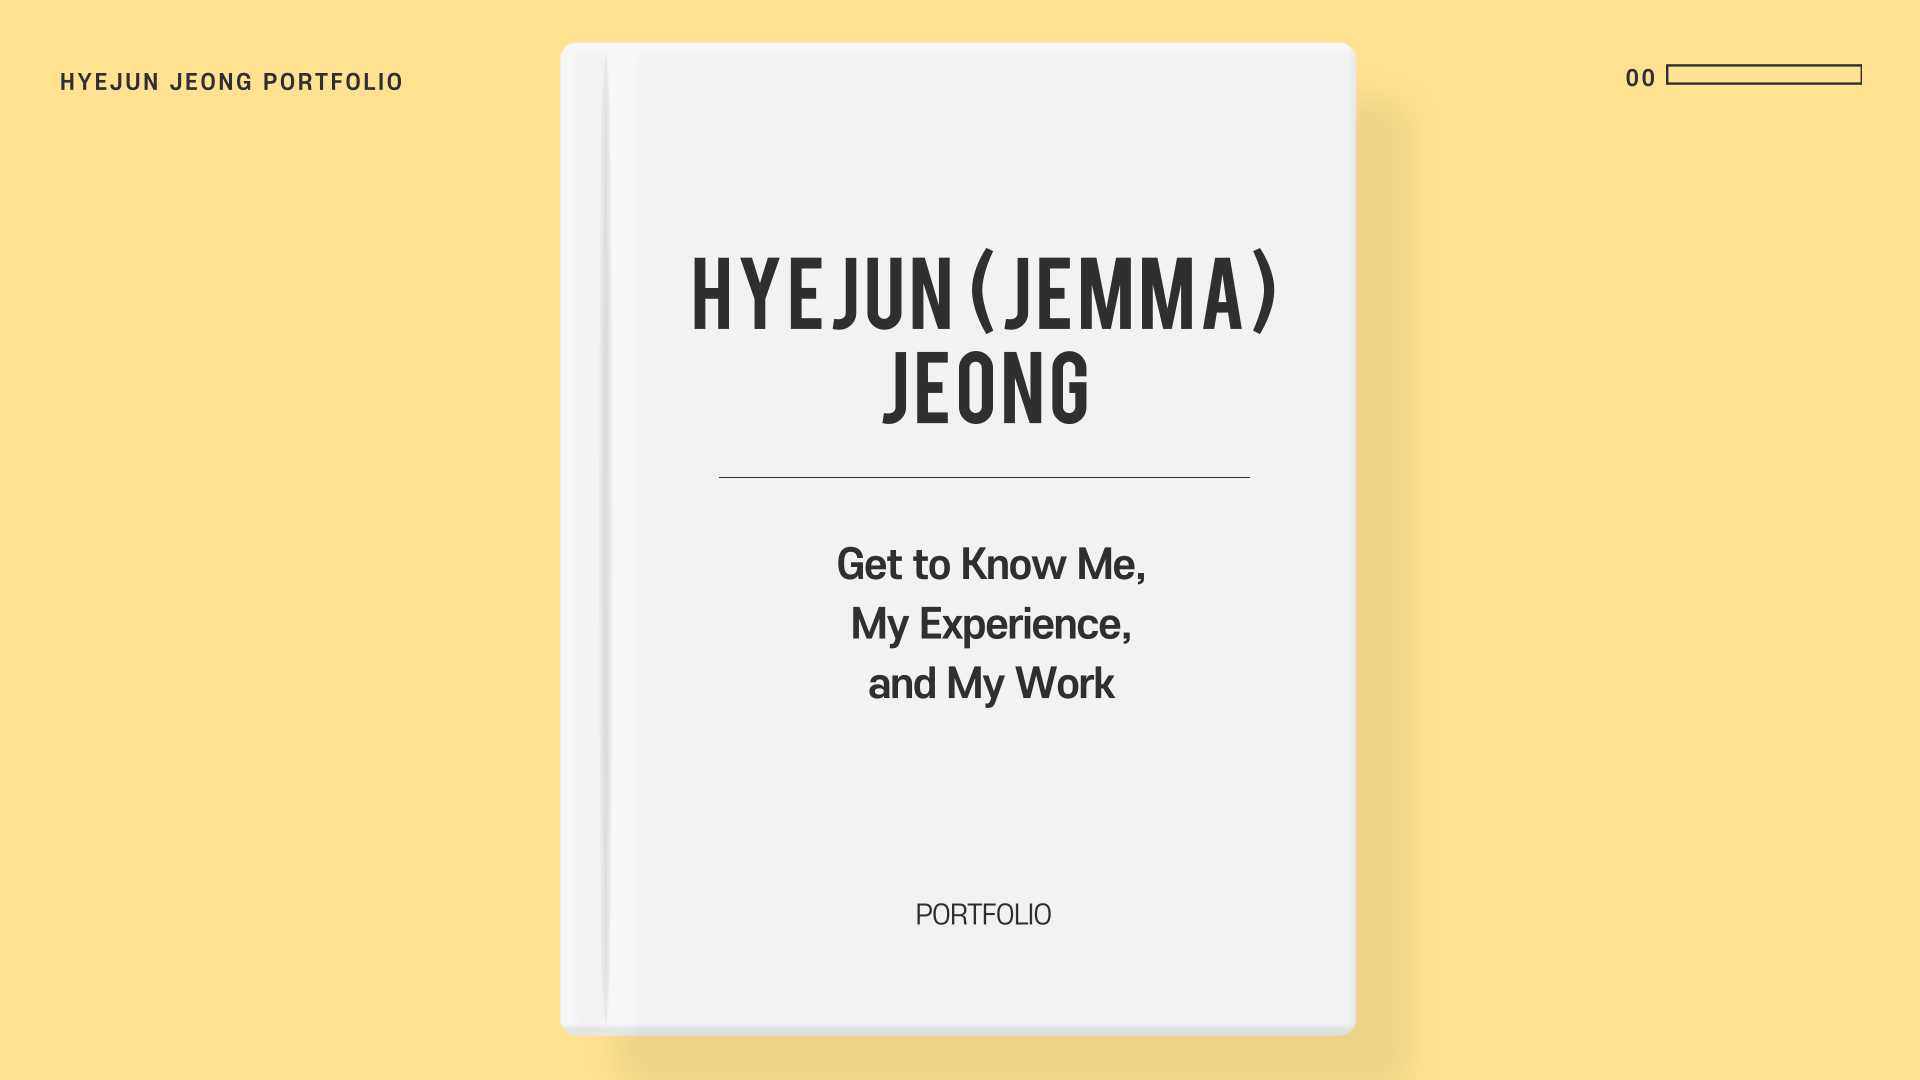 HYEJUN JEONG PORTFOLIO
00
HYEJUN (JEMMA)
JEONG
Get to Know Me,
My Experience,
and My Work
PORTFOLIO